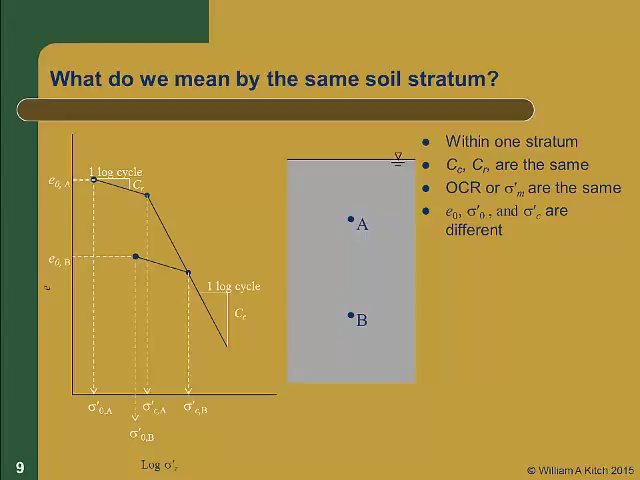 What do we mean by the same soil stratum?
Within one stratum
Cc, Cr, are the same
OCR or σ'm are the same
e0, σ'0, and σ'c are
different
1 log cycle
Cr
e0, A
e0, B
1 log cycle
Cc
e
σ'0,A
σ'c,A
σ'c,B
σ'0,B
Log σ'v
A
B
9
© William A Kitch 2015